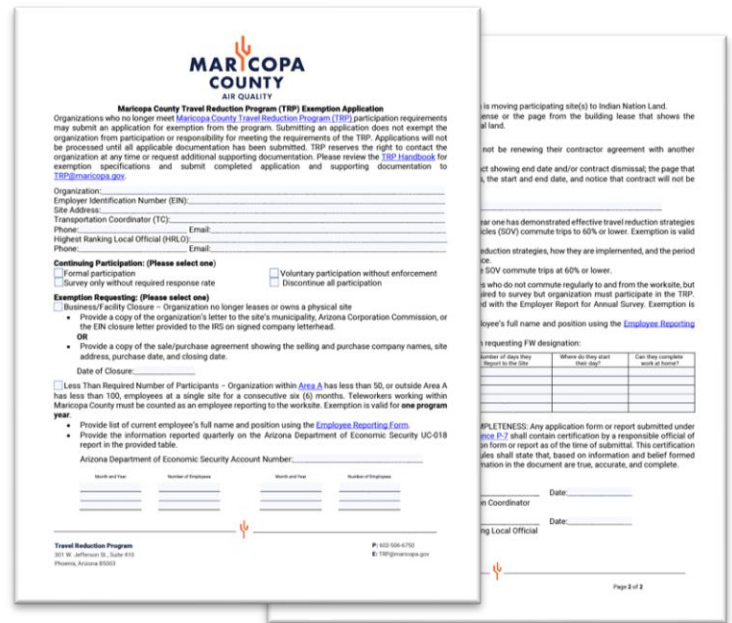 MARICOPA
COUNTY
AIR QUALITY
Maricopa County Travel Reduction Program (TRP) Exemption Application
Organizations who no longer meet Maricopa County Travel Reduction Program (TRP) participation requirements
may submit an application for exemption from the program. Submitting an application does not exempt the
organization from participation or responsibility for meeting the requirements of the TRP. Applications will not
be processed until all applicable documentation has been submitted. TRP reserves the right to contact the
organization at any time or request additional supporting documentation. Please review the TRP Handbook for
exemption specifications and submit completed application and supporting documentation to
TRP@maricopa.gov.
Organization:
Employer Identification Number (EIN):
Site Address:
Transportation Coordinator (TC):
Phone: Email:
Highest Ranking Local Official (HRLO):
Phone: Email:
Continuing Participation: (Please select one)
Formal participation Voluntary participation without enforcement
Survey only without required response rate Discontinue all participation
Exemption Requesting: (Please select one)
Business/Facility Closure – Organization no longer leases or owns a physical site
• Provide a copy of the organization's letter to the site's municipality, Arizona Corporation Commission, or
the EIN closure letter provided to the IRS on signed company letterhead.
OR
• Provide a copy of the sale/purchase agreement showing the selling and purchase company names, site
address, purchase date, and closing date.
Date of Closure:
Less Than Required Number of Participants – Organization within Area A has less than 50, or outside Area A
has less than 100, employees at a single site for a consecutive six (6) months. Teleworkers working within
Maricopa County must be counted as an employee reporting to the worksite. Exemption is valid for one program
year.
• Provide list of current employee's full name and position using the Employee Reporting Form.
• Provide the information reported quarterly on the Arizona Department of Economic Security UC-018
report in the provided table.
Arizona Department of Economic Security Account Number:
Month and Year Number of Employees Month and Year Number of Employees
Travel Reduction Program
301 W. Jefferson St., Suite 410
Phoenix, Arizona 85003
P: 602-506-6750
E: TRP@maricopa.gov
is moving participating site(s) to Indian Nation Land.
ense or the page from the building lease that shows the
al land.
not be renewing their contractor agreement with another
ct showing end date and/or contract dismissal; the page that
, the start and end date, and notice that contract will not be
ear one has demonstrated effective travel reduction strategies
icles (SOV) commute trips to 60% or lower. Exemption is valid
eduction strategies, how they are implemented, and the period
ce.
SOV commute trips at 60% or lower.
s who do not commute regularly to and from the worksite, but
ired to survey but organization must participate in the TRP.
d with the Employer Report for Annual Survey. Exemption is
loyee's full name and position using the Employee Reporting
requesting FW designation:
umber of days they Where do they start Can they complete
Report to the Site their day? work at home?
MPLETENESS: Any application form or report submitted under
nce P-7 shall contain certification by a responsible official of
on form or report as of the time of submittal. This certification
ules shall state that, based on information and belief formed
mation in the document are true, accurate, and complete.
Date:
n Coordinator
Date:
ng Local Official
Page 2 of 2